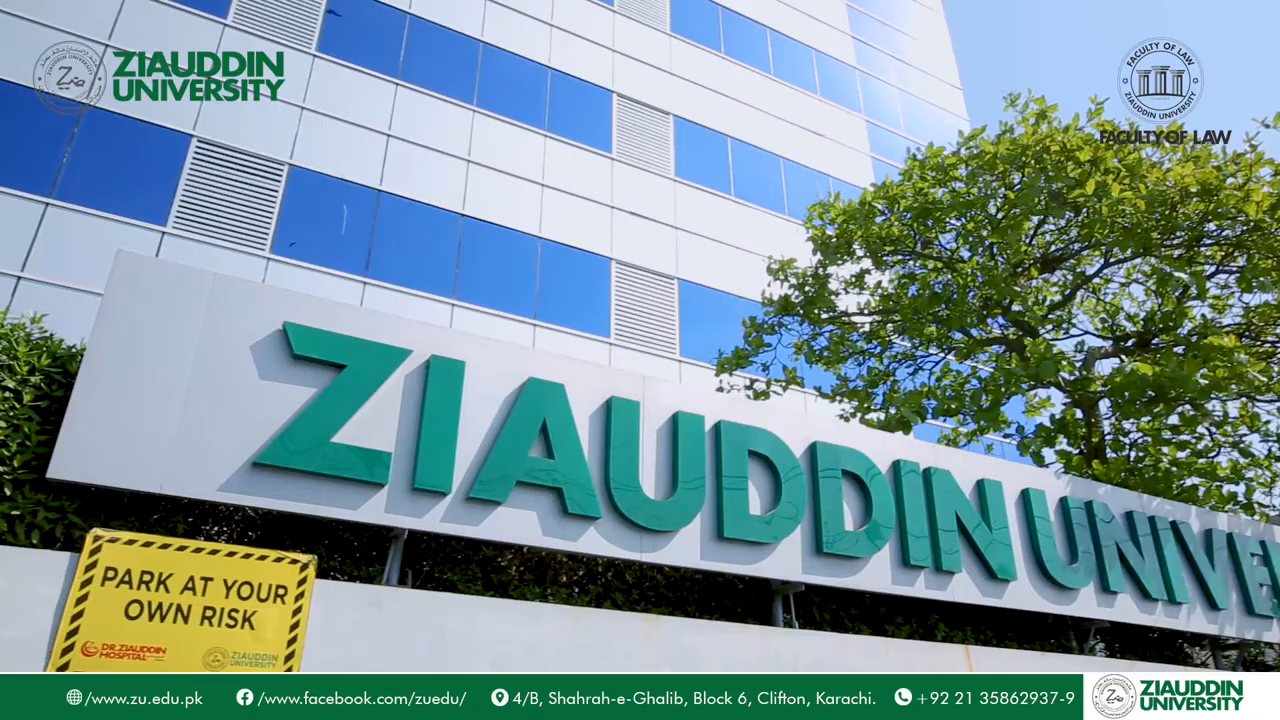 ZIAUDDIN
UNIVERSITY
FACULTY OF LAW
ZIAUDDIN UNIVERSITY
FACULTY OF LAW
ZIAUDDIN UNIVE
PARK AT YOUR
OWN RISK
DR.ZIAUDDIN
HOSPITAL
ZIAUDDIN
UNIVERSITY
/www.zu.edu.pk
/www.facebook.com/zuedu/
4/B, Shahrah-e-Ghalib, Block 6, Clifton, Karachi.
+92 21 35862937-9
ZIAUDDIN
UNIVERSITY